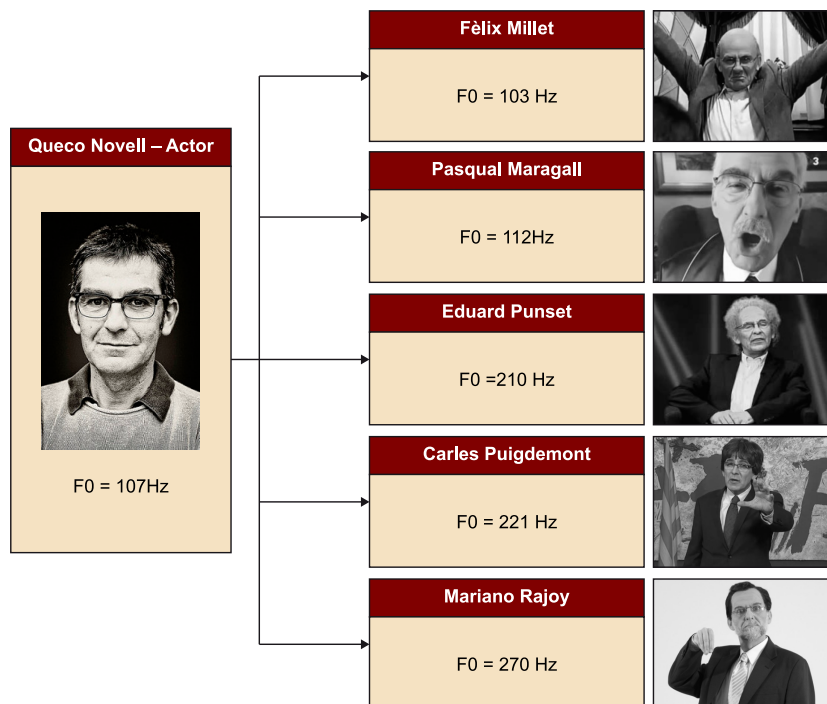 Queco Novell – Actor
F0 = 107Hz
Fèlix Millet
F0 = 103 Hz
Pasqual Maragall
F0 = 112Hz
3
Eduard Punset
F0 =210 Hz
Carles Puigdemont
F0 = 221 Hz
Mariano Rajoy
F0 = 270 Hz